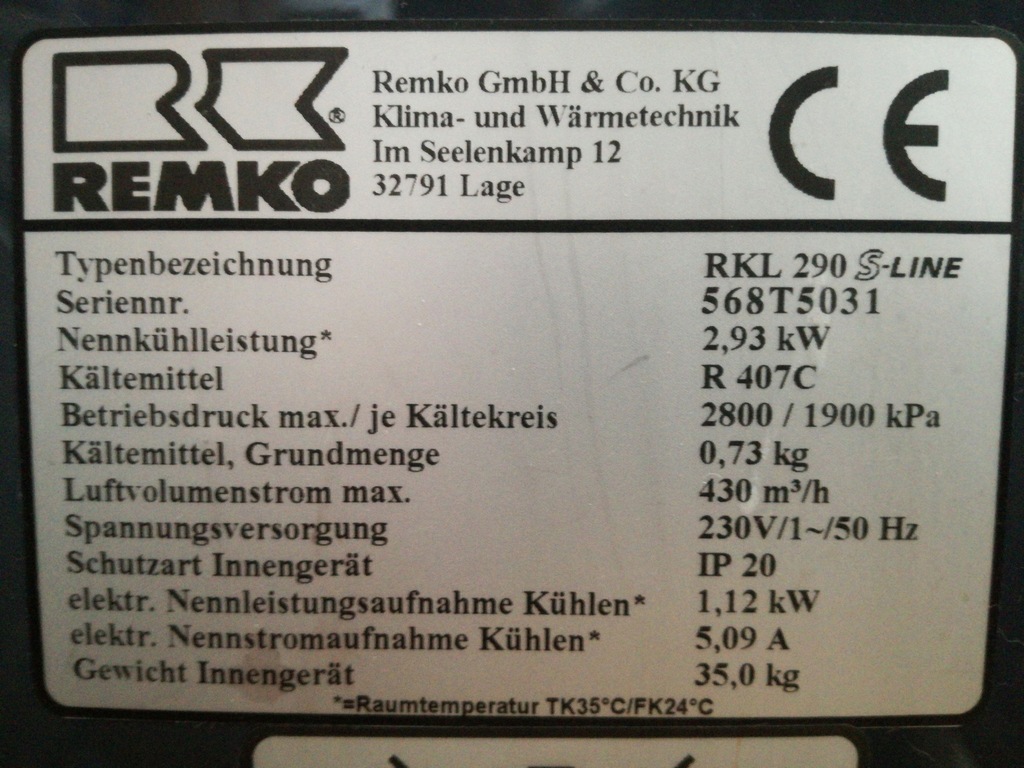 REMKO ®
Remko GmbH & Co. KG
Klima- und Wärmetechnik
Im Seelenkamp 12
32791 Lage
CE
Typenbezeichnung RKL 290 S-LINE
Seriennr. 568T5031
Nennkühlleistung* 2,93 kW
Kältemittel R 407C
Betriebsdruck max./ je Kältekreis 2800 / 1900 kPa
Kältemittel, Grundmenge 0,73 kg
Luftvolumenstrom max. 430 m³/h
Spannungsversorgung 230V/1~/50 Hz
Schutzart Innengerät IP 20
elektr. Nennleistungsaufnahme Kühlen* 1,12 kW
elektr. Nennstromaufnahme Kühlen* 5,09 A
Gewicht Innengerät 35,0 kg
*=Raumtemperatur TK35°C/FK24°C